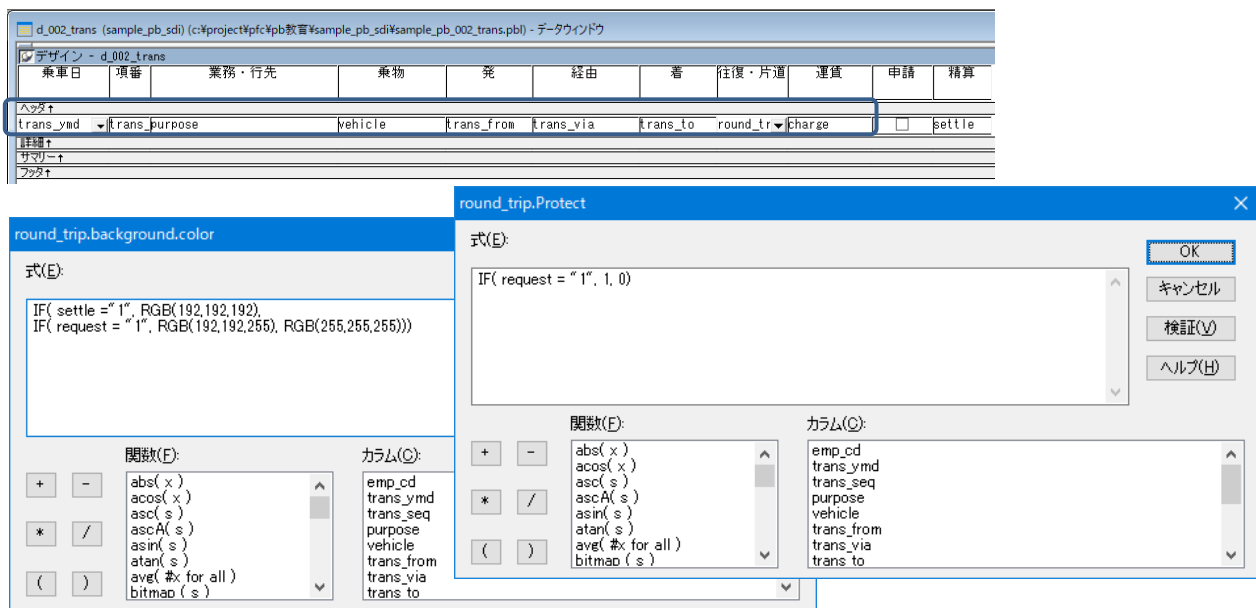 d_002_trans (sample_pb_sdi) (c:¥project¥pfc¥pb教育¥sample_pb_sdi¥sample_pb_002_trans.pbl) - データウィンドウ
デザイン - d_002_trans
乗車日 項番 業務・行先 乗物 発 経由 着 往復・片道 運賃 申請 精算
ヘッダ↑
trans_ymd trans_purpose vehicle trans_from trans_via trans_to round_tr charge settle
詳細↑
サマリー↑
フッタ↑
round_trip.background.color
式(E):
IF( settle ="1", RGB(192,192,192),
IF( request = "1", RGB(192,192,255), RGB(255,255,255)))
関数(F): カラム(C):
+ - abs( x ) emp_cd
acos( x ) trans_ymd
asc( s ) trans_seq
* / ascA( s ) purpose
asin( s ) vehicle
atan( s ) trans_from
( ) avg( #x for all ) trans_via
bitmap ( s ) trans_to
round_trip.Protect
式(E):
IF( request = "1", 1, 0)
OK
キャンセル
検証(V)
ヘルプ(H)
関数(F): カラム(C):
+ - abs( x ) emp_cd
acos( x ) trans_ymd
asc( s ) trans_seq
* / ascA( s ) purpose
asin( s ) vehicle
atan( s ) trans_from
( ) avg( #x for all ) trans_via
bitmap ( s ) trans_to